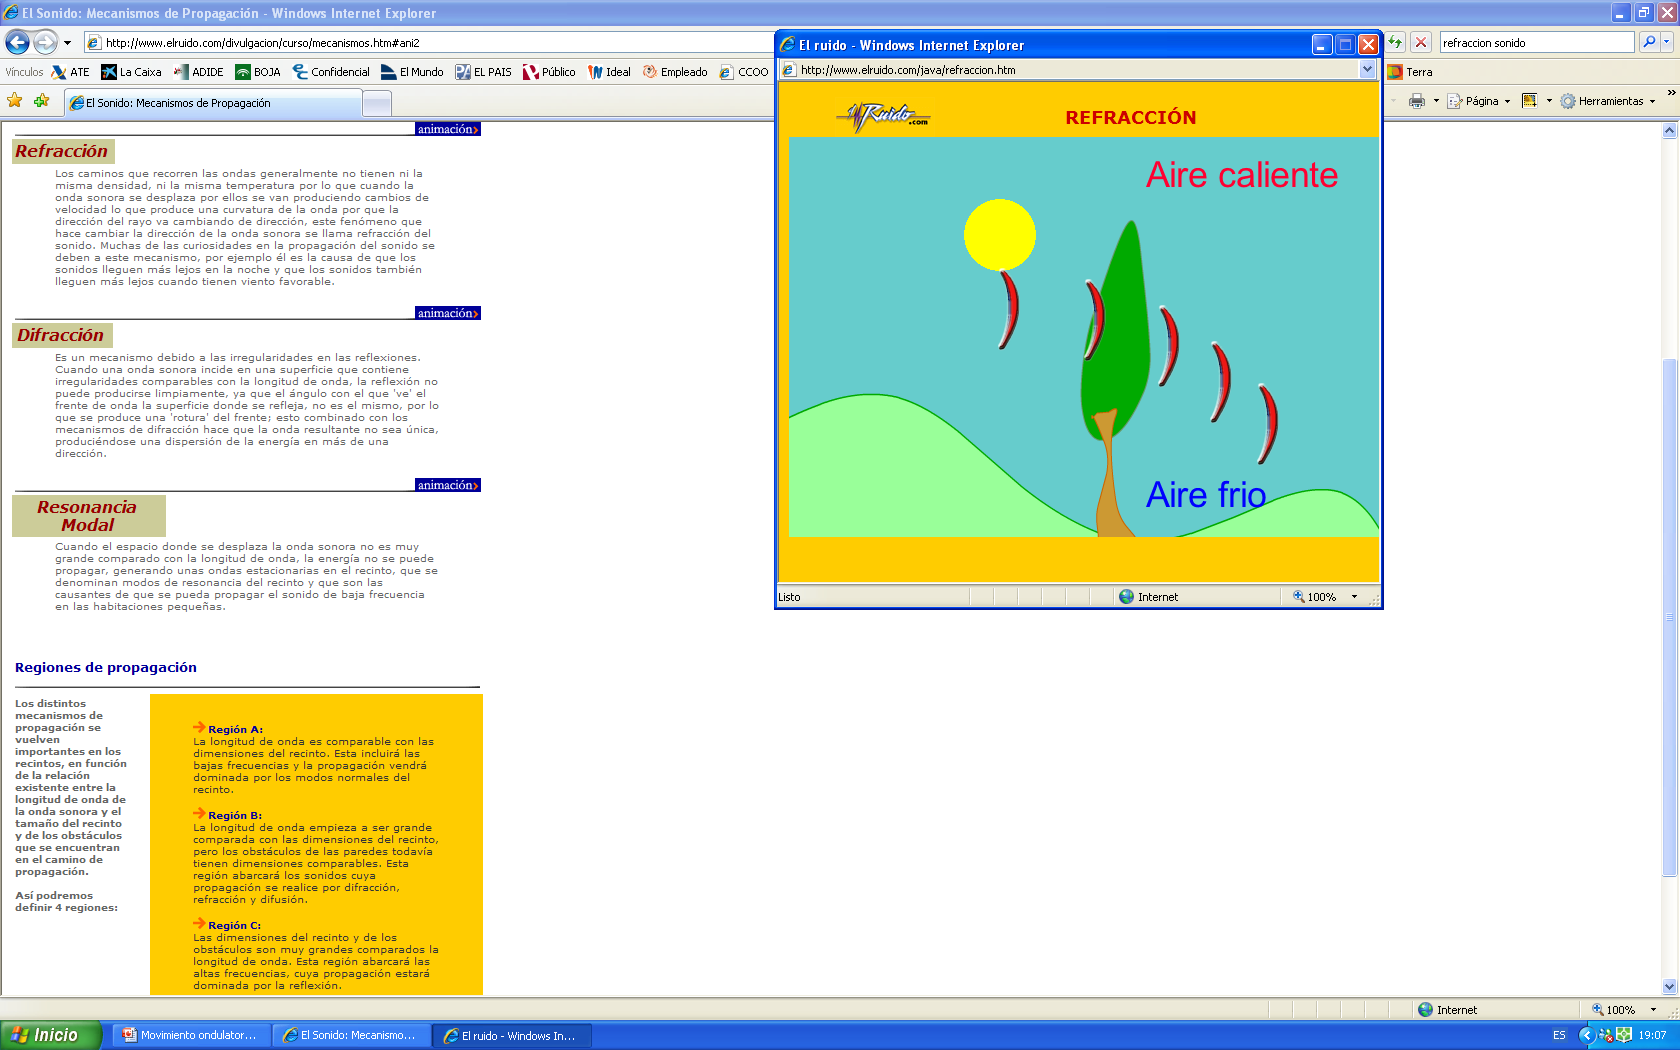 El Sonido: Mecanismos de Propagación - Windows Internet Explorer
http://www.elruido.com/divulgacion/curso/mecanismos.htm#ani2
refraccion sonido
Vínculos ATE La Caixa ADIDE BOJA Confidencial El Mundo EL PAIS Público Ideal Empleado CCOO Terra
El Sonido: Mecanismos de Propagación
Página Herramientas »
animación
Refracción
Los caminos que recorren las ondas generalmente no tienen ni la
misma densidad, ni la misma temperatura por lo que cuando la
onda sonora se desplaza por ellos se van produciendo cambios de
velocidad lo que produce una curvatura de la onda por que la
dirección del rayo va cambiando de dirección, este fenómeno que
hace cambiar la dirección de la onda sonora se llama refracción del
sonido. Muchas de las curiosidades en la propagación del sonido se
deben a este mecanismo, por ejemplo él es la causa de que los
sonidos lleguen más lejos en la noche y que los sonidos también
lleguen más lejos cuando tienen viento favorable.
animación
Difracción
Es un mecanismo debido a las irregularidades en las reflexiones.
Cuando una onda sonora incide en una superficie que contiene
irregularidades comparables con la longitud de onda, la reflexión no
puede producirse limpiamente, ya que el ángulo con el que 've' el
frente de onda la superficie donde se refleja, no es el mismo, por lo
que se produce una 'rotura' del frente; esto combinado con los
mecanismos de difracción hace que la onda resultante no sea única,
produciéndose una dispersión de la energía en más de una
dirección.
animación
Resonancia
Modal
Cuando el espacio donde se desplaza la onda sonora no es muy
grande comparado con la longitud de onda, la energía no se puede
propagar, generando unas ondas estacionarias en el recinto, que se
denominan modos de resonancia del recinto y que son las
causantes de que se pueda propagar el sonido de baja frecuencia
en las habitaciones pequeñas.
Regiones de propagación
Los distintos
mecanismos de
propagación se
vuelven
importantes en los
recintos, en función
de la relación
existente entre la
longitud de onda de
la onda sonora y el
tamaño del recinto
y de los obstáculos
que se encuentran
en el camino de
propagación.
Así podremos
definir 4 regiones:
Región A:
La longitud de onda es comparable con las
dimensiones del recinto. Esta incluirá las
bajas frecuencias y la propagación vendrá
dominada por los modos normales del
recinto.
Región B:
La longitud de onda empieza a ser grande
comparada con las dimensiones del recinto,
pero los obstáculos de las paredes todavía
tienen dimensiones comparables. Esta
región abarcará los sonidos cuya
propagación se realice por difracción,
refracción y difusión.
Región C:
Las dimensiones del recinto y de los
obstáculos son muy grandes comparados la
longitud de onda. Esta región abarcará las
altas frecuencias, cuya propagación estará
dominada por la reflexión.
El ruido - Windows Internet Explorer
http://www.elruido.com/java/refraccion.htm
Ruido.com
REFRACCIÓN
Aire caliente
Aire frio
Listo Internet 100%
Internet 100%
Inicio Movimiento ondulator... El Sonido: Mecanismo... El ruido - Windows In... ES 19:07